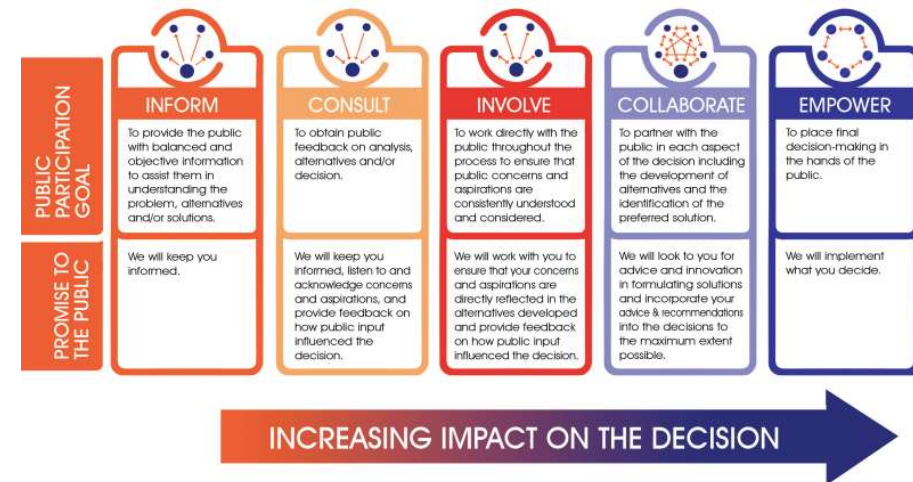 INFORM
CONSULT
INVOLVE
COLLABORATE
EMPOWER
PUBLIC
PARTICIPATION
GOAL
To provide the public
with balanced and
objective information
to assist them in
understanding the
problem, alternatives
and/or solutions.
To obtain public
feedback on analysis,
alternatives and/or
decision.
To work directly with the
public throughout the
process to ensure that
public concerns and
aspirations are
consistently understood
and considered.
To partner with the
public in each aspect
of the decision including
the development of
alternatives and the
identification of the
preferred solution.
To place final
decision-making in
the hands of the
public.
PROMISE TO
THE PUBLIC
We will keep you
informed.
We will keep you
informed, listen to and
acknowledge concerns
and aspirations, and
provide feedback on
how public input
influenced the
decision.
We will work with you to
ensure that your concerns
and aspirations are
directly reflected in the
alternatives developed
and provide feedback
on how public input
influenced the decision.
We will look to you for
advice and innovation
in formulating solutions
and incorporate your
advice & recommendations
into the decisions to
the maximum extent
possible.
We will implement
what you decide.
INCREASING IMPACT ON THE DECISION